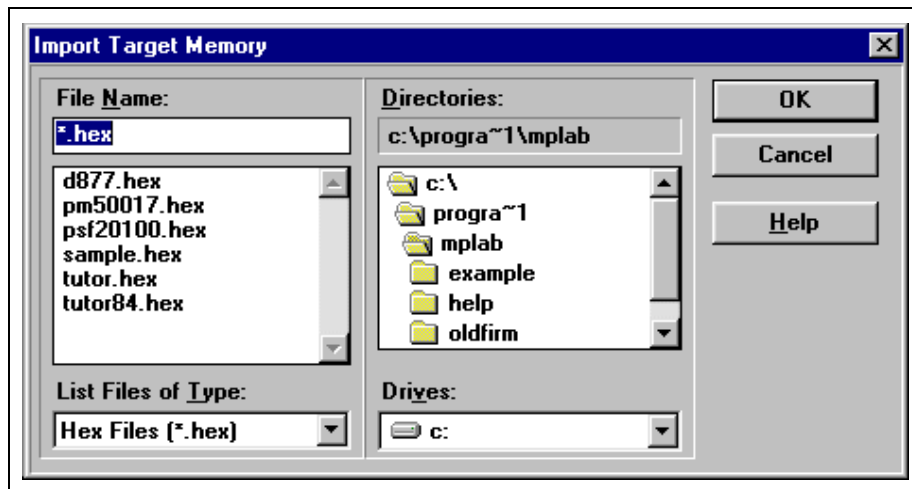 Import Target Memory
File Name:
*.hex
d877.hex
pm50017.hex
psf20100.hex
sample.hex
tutor.hex
tutor84.hex
List Files of Type:
Hex Files (*.hex)
Directories:
c:\progra~1\mplab
c:\
progra~1
mplab
example
help
oldfirm
Drives:
c:
OK
Cancel
Help